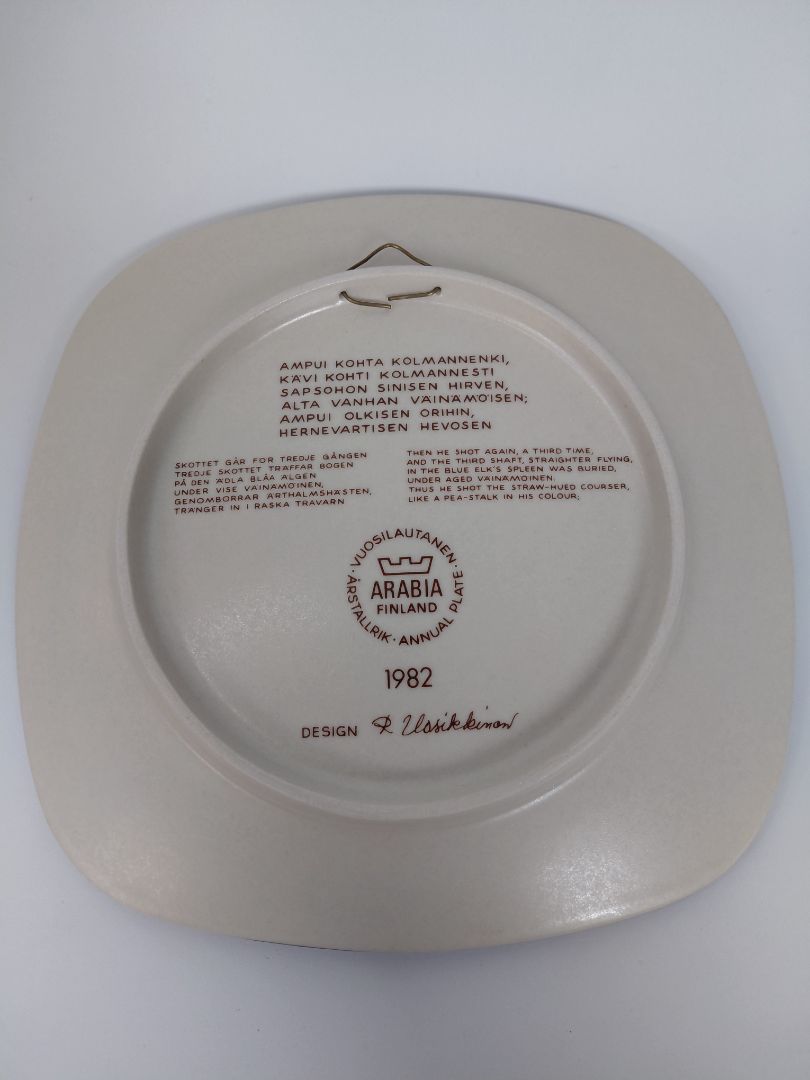 AMPUI KOHTA KOLMANNENKI,
KÄVI KOHTI KOLMANNESTI
SAPSOHON SINISEN HIRVEN,
ALTA VANHAN VÄINÄMÖISEN;
AMPUI OLKISEN ORIHIN,
HERNEVARTISEN HEVOSEN
SKOTTET GÅR FÖR TREDJE GÅNGEN
TREDJE SKOTTET TRÄFFAR BOGEN
PÅ DEN ÄDLA BLÅA ÄLGEN
UNDER VISE VÄINÄMÖINEN,
GENOMBORRAR ÄRTHALMSHÄSTEN,
TRÄNGER IN I RASKA TRAVARN
THEN HE SHOT AGAIN, A THIRD TIME,
AND THE THIRD SHAFT, STRAIGHTER FLYING,
IN THE BLUE ELK'S SPLEEN WAS BURIED,
UNDER AGED VÄINÄMÖINEN.
THUS HE SHOT THE STRAW-HUED COURSER,
LIKE A PEA-STALK IN HIS COLOUR;
· VUOSILAUTANEN · ANNUAL PLATE · ÅRSTALLRIK
ARABIA
FINLAND
1982
DESIGN R Uosikkinen